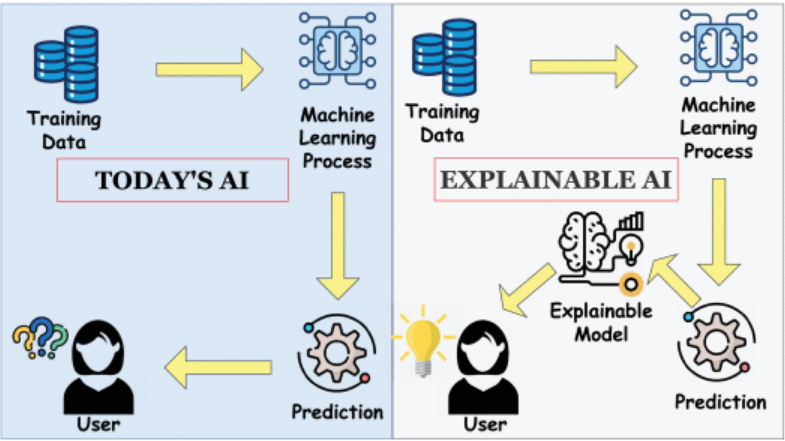 Training
Data
Machine
Learning
Process
TODAY'S AI
User
Prediction
Training
Data
Machine
Learning
Process
EXPLAINABLE AI
Explainable
Model
User
Prediction